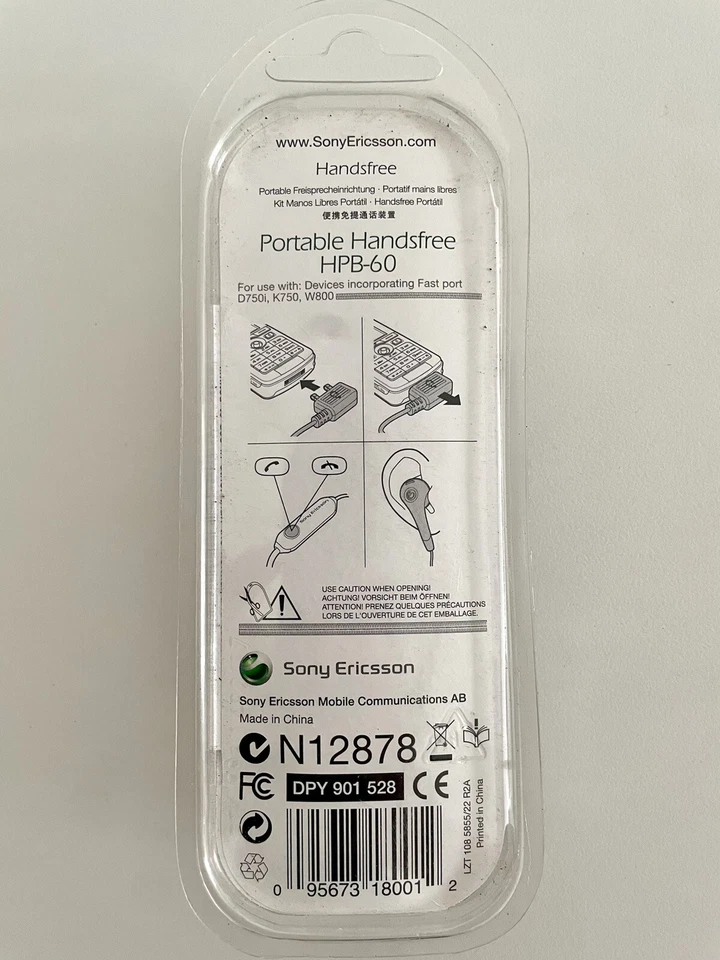 www.SonyEricsson.com
Handsfree
Portable Freisprecheinrichtung · Portatif mains libres
Kit Manos Libres Portátil · Handsfree Portátil
便携免提通话装置
Portable Handsfree
HPB-60
For use with: Devices incorporating Fast port
D750i, K750, W800
Sony Ericsson
USE CAUTION WHEN OPENING!
ACHTUNG! VORSICHT BEIM ÖFFNEN!
ATTENTION! PRENEZ QUELQUES PRÉCAUTIONS
LORS DE L'OUVERTURE DE CET EMBALLAGE.
Sony Ericsson
Sony Ericsson Mobile Communications AB
Made in China
N12878
FC DPY 901 528 CE
LZT 108 5855/22 R2A
Printed in China
0 95673 18001 2